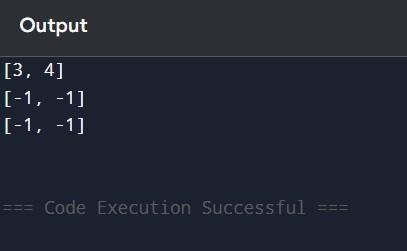 Output
[3, 4]
[-1, -1]
[-1, -1]
=== Code Execution Successful ===